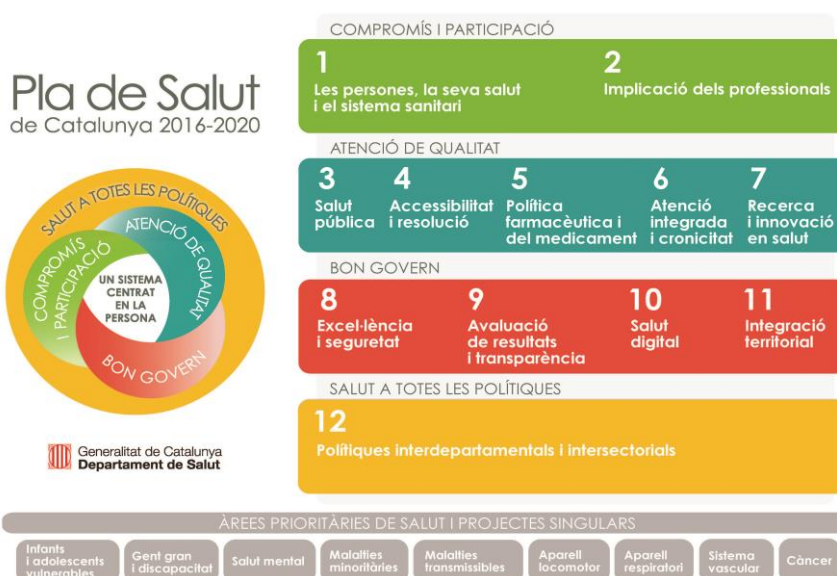 Pla de Salut
de Catalunya 2016-2020
SALUT A TOTES LES POLÍTIQUES
COMPROMÍS
I PARTICIPACIÓ
ATENCIÓ DE QUALITAT
UN SISTEMA
CENTRAT
EN LA
PERSONA
BON GOVERN
Generalitat de Catalunya
Departament de Salut
COMPROMÍS I PARTICIPACIÓ
1
Les persones, la seva salut
i el sistema sanitari
2
Implicació dels professionals
ATENCIÓ DE QUALITAT
3
Salut
pública
4
Accessibilitat
i resolució
5
Política
farmacèutica i
del medicament
6
Atenció
integrada
i cronicitat
7
Recerca
i innovació
en salut
BON GOVERN
8
Excel·lència
i seguretat
9
Avaluació
de resultats
i transparència
10
Salut
digital
11
Integració
territorial
SALUT A TOTES LES POLÍTIQUES
12
Polítiques interdepartamentals i intersectorials
ÀREES PRIORITÀRIES DE SALUT I PROJECTES SINGULARS
Infants
i adolescents
vulnerables
Gent gran
i discapacitat
Salut mental
Malalties
minoritàries
Malalties
transmissibles
Aparell
locomotor
Aparell
respiratori
Sistema
vascular
Càncer